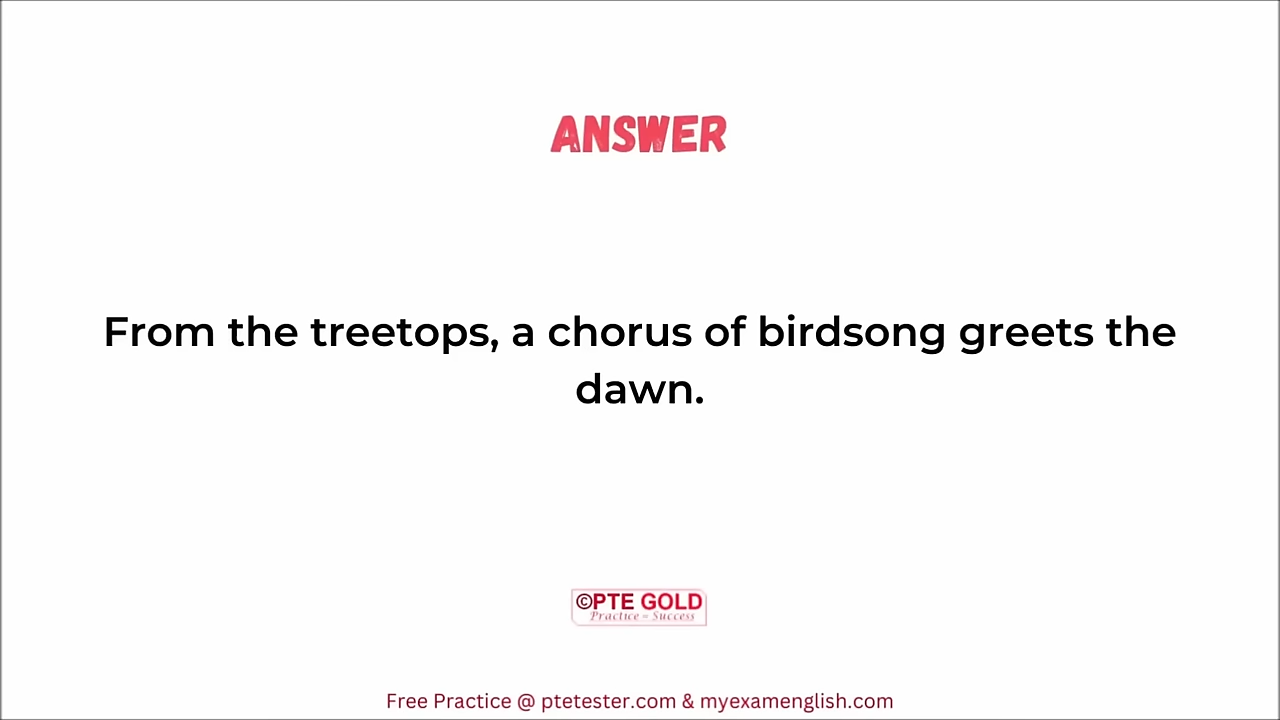 ANSWER
From the treetops, a chorus of birdsong greets the
dawn.
©PTE GOLD
Practice = Success
Free Practice @ ptetester.com & myexamenglish.com